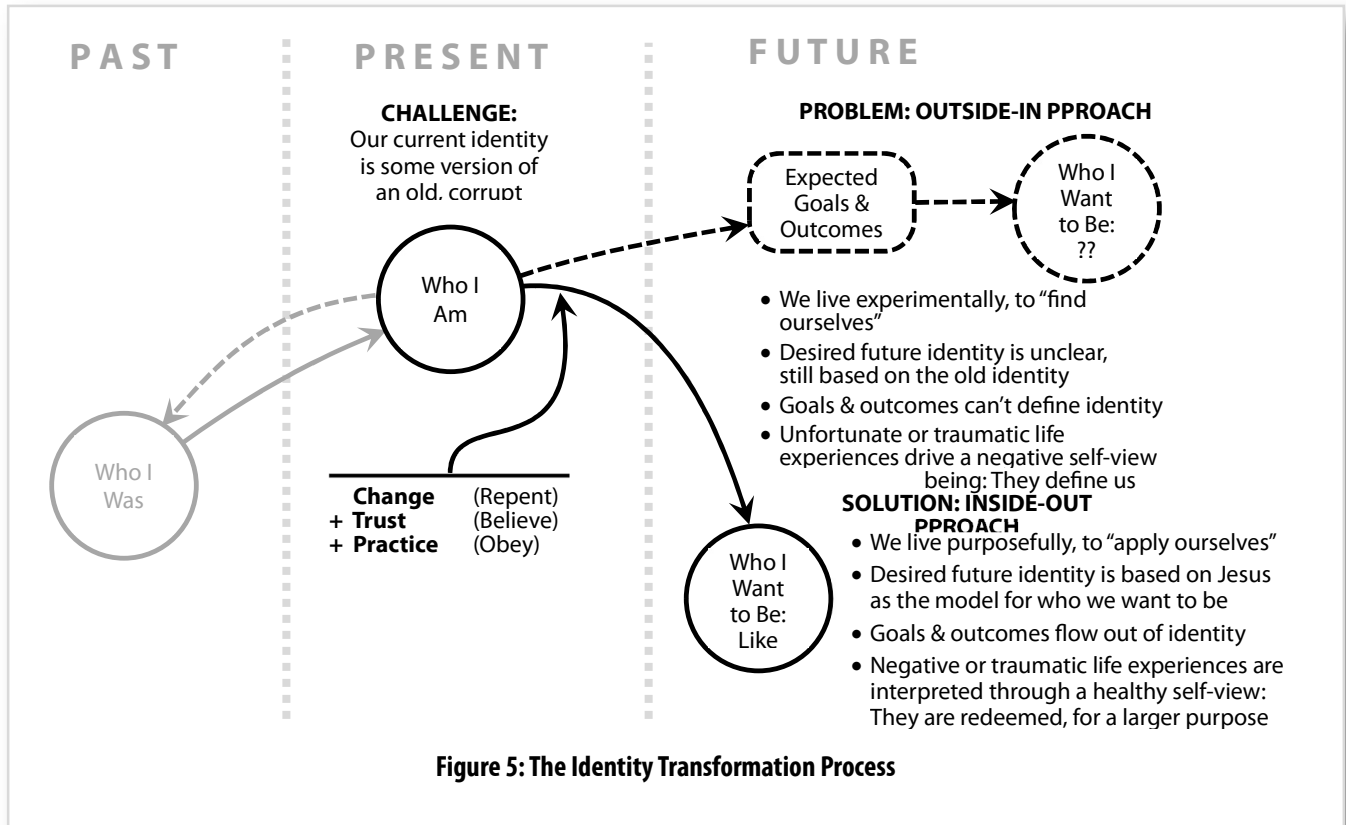 PAST
PRESENT
FUTURE
CHALLENGE:
Our current identity
is some version of
an old, corrupt
Who I
Am
Who I
Was
Change (Repent)
+ Trust (Believe)
+ Practice (Obey)
PROBLEM: OUTSIDE-IN PPROACH
Expected
Goals &
Outcomes
Who I
Want
to Be:
??
• We live experimentally, to “find
ourselves”
• Desired future identity is unclear,
still based on the old identity
• Goals & outcomes can’t define identity
• Unfortunate or traumatic life
experiences drive a negative self-view
being: They define us
SOLUTION: INSIDE-OUT
PPROACH
Who I
Want
to Be:
Like
• We live purposefully, to “apply ourselves”
• Desired future identity is based on Jesus
as the model for who we want to be
• Goals & outcomes flow out of identity
• Negative or traumatic life experiences are
interpreted through a healthy self-view:
They are redeemed, for a larger purpose
Figure 5: The Identity Transformation Process